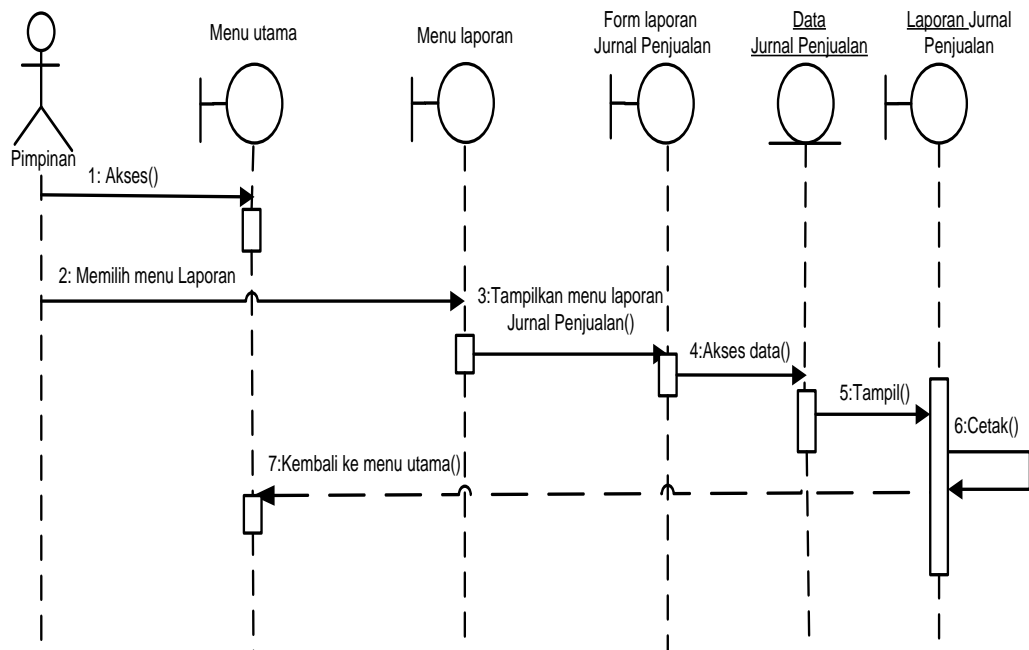 Menu utama
Menu laporan
Form laporan
Jurnal Penjualan
Data
Jurnal Penjualan
Laporan Jurnal
Penjualan
Pimpinan
1: Akses()
2: Memilih menu Laporan
3:Tampilkan menu laporan
Jurnal Penjualan()
4:Akses data()
5:Tampil()
6:Cetak()
7:Kembali ke menu utama()